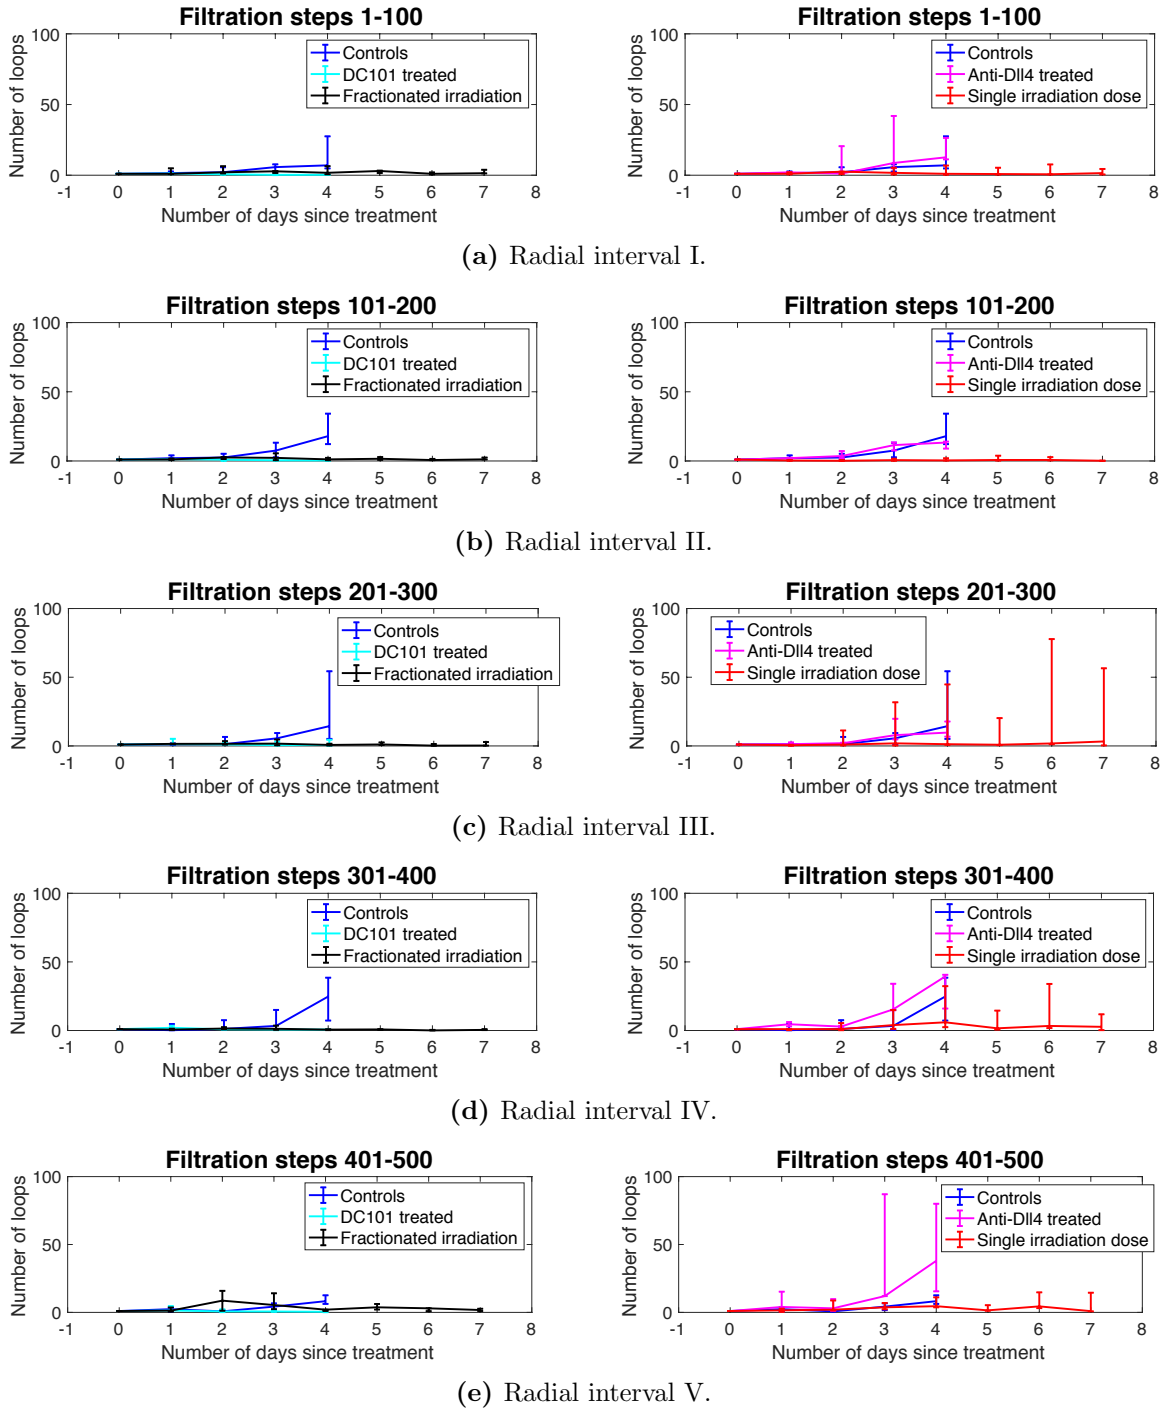 Filtration steps 1-100
Number of loops
100
50
0
Controls
DC101 treated
Fractionated irradiation
-1 0 1 2 3 4 5 6 7 8
Number of days since treatment
Filtration steps 1-100
Number of loops
100
50
0
Controls
Anti-Dll4 treated
Single irradiation dose
-1 0 1 2 3 4 5 6 7 8
Number of days since treatment
(a) Radial interval I.
Filtration steps 101-200
Number of loops
100
50
0
Controls
DC101 treated
Fractionated irradiation
-1 0 1 2 3 4 5 6 7 8
Number of days since treatment
Filtration steps 101-200
Number of loops
100
50
0
Controls
Anti-Dll4 treated
Single irradiation dose
-1 0 1 2 3 4 5 6 7 8
Number of days since treatment
(b) Radial interval II.
Filtration steps 201-300
Number of loops
100
50
0
Controls
DC101 treated
Fractionated irradiation
-1 0 1 2 3 4 5 6 7 8
Number of days since treatment
Filtration steps 201-300
Number of loops
100
50
0
Controls
Anti-Dll4 treated
Single irradiation dose
-1 0 1 2 3 4 5 6 7 8
Number of days since treatment
(c) Radial interval III.
Filtration steps 301-400
Number of loops
100
50
0
Controls
DC101 treated
Fractionated irradiation
-1 0 1 2 3 4 5 6 7 8
Number of days since treatment
Filtration steps 301-400
Number of loops
100
50
0
Controls
Anti-Dll4 treated
Single irradiation dose
-1 0 1 2 3 4 5 6 7 8
Number of days since treatment
(d) Radial interval IV.
Filtration steps 401-500
Number of loops
100
50
0
Controls
DC101 treated
Fractionated irradiation
-1 0 1 2 3 4 5 6 7 8
Number of days since treatment
Filtration steps 401-500
Number of loops
100
50
0
Controls
Anti-Dll4 treated
Single irradiation dose
-1 0 1 2 3 4 5 6 7 8
Number of days since treatment
(e) Radial interval V.